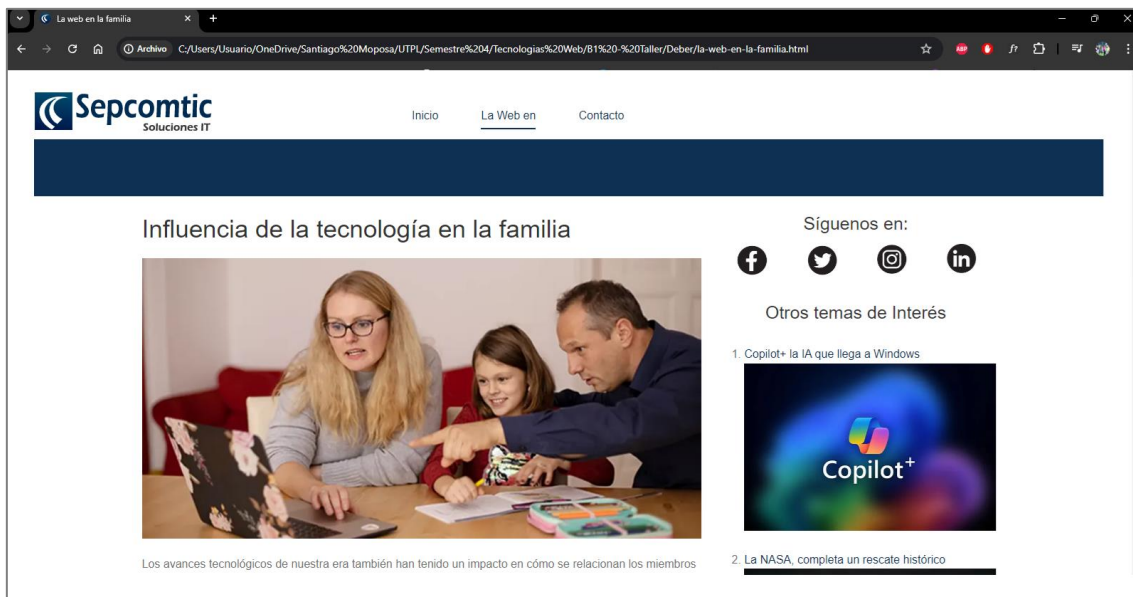 La web en la familia
Archivo C:/Users/Usuario/OneDrive/Santiago%20Moposa/UTPL/Semestre%204/Tecnologias%20Web/B1%20-%20Taller/Deber/la-web-en-la-familia.html
ABP
f?
Sepcomtic
Soluciones IT
Inicio La Web en Contacto
Influencia de la tecnología en la familia
Síguenos en:
f
in
Otros temas de Interés
1. Copilot+ la IA que llega a Windows
Copilot+
2. La NASA, completa un rescate histórico
Los avances tecnológicos de nuestra era también han tenido un impacto en cómo se relacionan los miembros